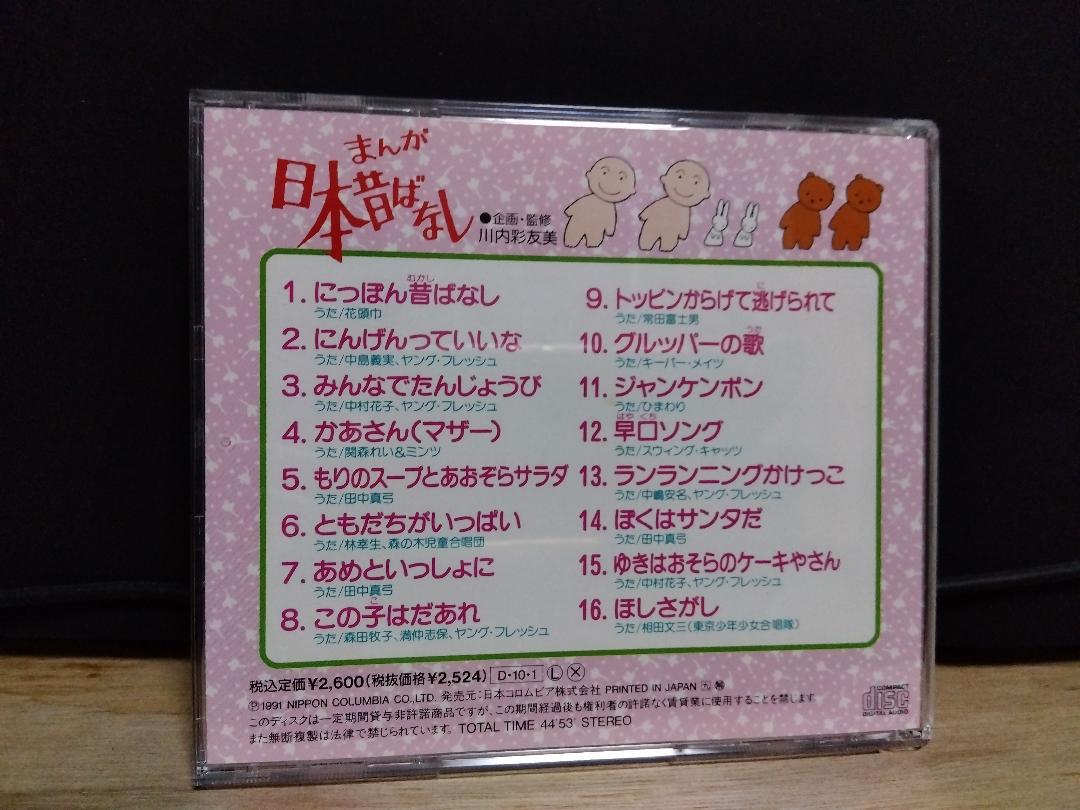 まんが
日本昔ばなし
●企画・監修
川内彩友美
むかし
1. にっぽん昔ばなし
うた/花頭巾
2. にんげんっていいな
うた/中島義実、ヤング・フレッシュ
3. みんなでたんじょうび
うた/中村花子、ヤング・フレッシュ
4. かあさん(マザー)
うた/関森れい&ミンツ
5. もりのスープとあおぞらサラダ
うた/田中真弓
6. ともだちがいっぱい
うた/林幸生、森の木児童合唱団
7. あめといっしょに
うた/田中真弓
こ
8. この子はだあれ
うた/森田牧子、満仲志保、ヤング・フレッシュ
に
9. トッピンからげて逃げられて
うた/常田富士男
うた
10. グルッパーの歌
うた/キーパー・メイツ
11. ジャンケンポン
うた/ひまわり
はや くち
12. 早口ソング
うた/スウィング・キャッツ
13. ランランニングかけっこ
うた/中嶋安名、ヤング・フレッシュ
14. ぼくはサンタだ
うた/田中真弓
15. ゆきはおそらのケーキやさん
うた/中村花子、ヤング・フレッシュ
16. ほしさがし
うた/相田文三(東京少年少女合唱隊)
税込定価¥2,600(税抜価格¥2,524) D・10・1 Ⓛ Ⓧ
Ⓟ1991 NIPPON COLUMBIA CO.,LTD. 発売元:日本コロムビア株式会社 PRINTED IN JAPAN
このディスクは一定期間貸与非許諾商品ですが、この期間経過後も権利者の許諾なく賃貸業に使用することを禁じます。
また無断複製は法律で禁じられています。 TOTAL TIME 44'53" STEREO
COMPACT
disc
DIGITAL AUDIO